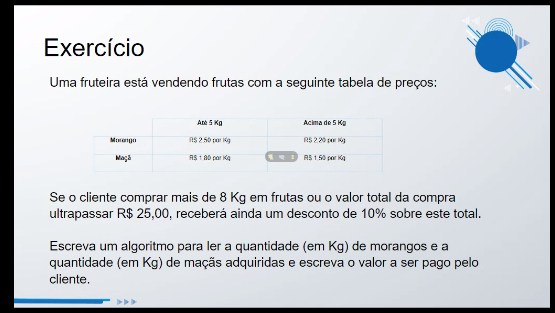 Exercício
Uma fruteira está vendendo frutas com a seguinte tabela de preços:
Até 5 Kg Acima de 5 Kg
Morango R$ 2,50 por Kg R$ 2,20 por Kg
Maçã R$ 1,80 por Kg R$ 1,50 por Kg
Se o cliente comprar mais de 8 Kg em frutas ou o valor total da compra
ultrapassar R$ 25,00, receberá ainda um desconto de 10% sobre este total.
Escreva um algoritmo para ler a quantidade (em Kg) de morangos e a
quantidade (em Kg) de maçãs adquiridas e escreva o valor a ser pago pelo
cliente.